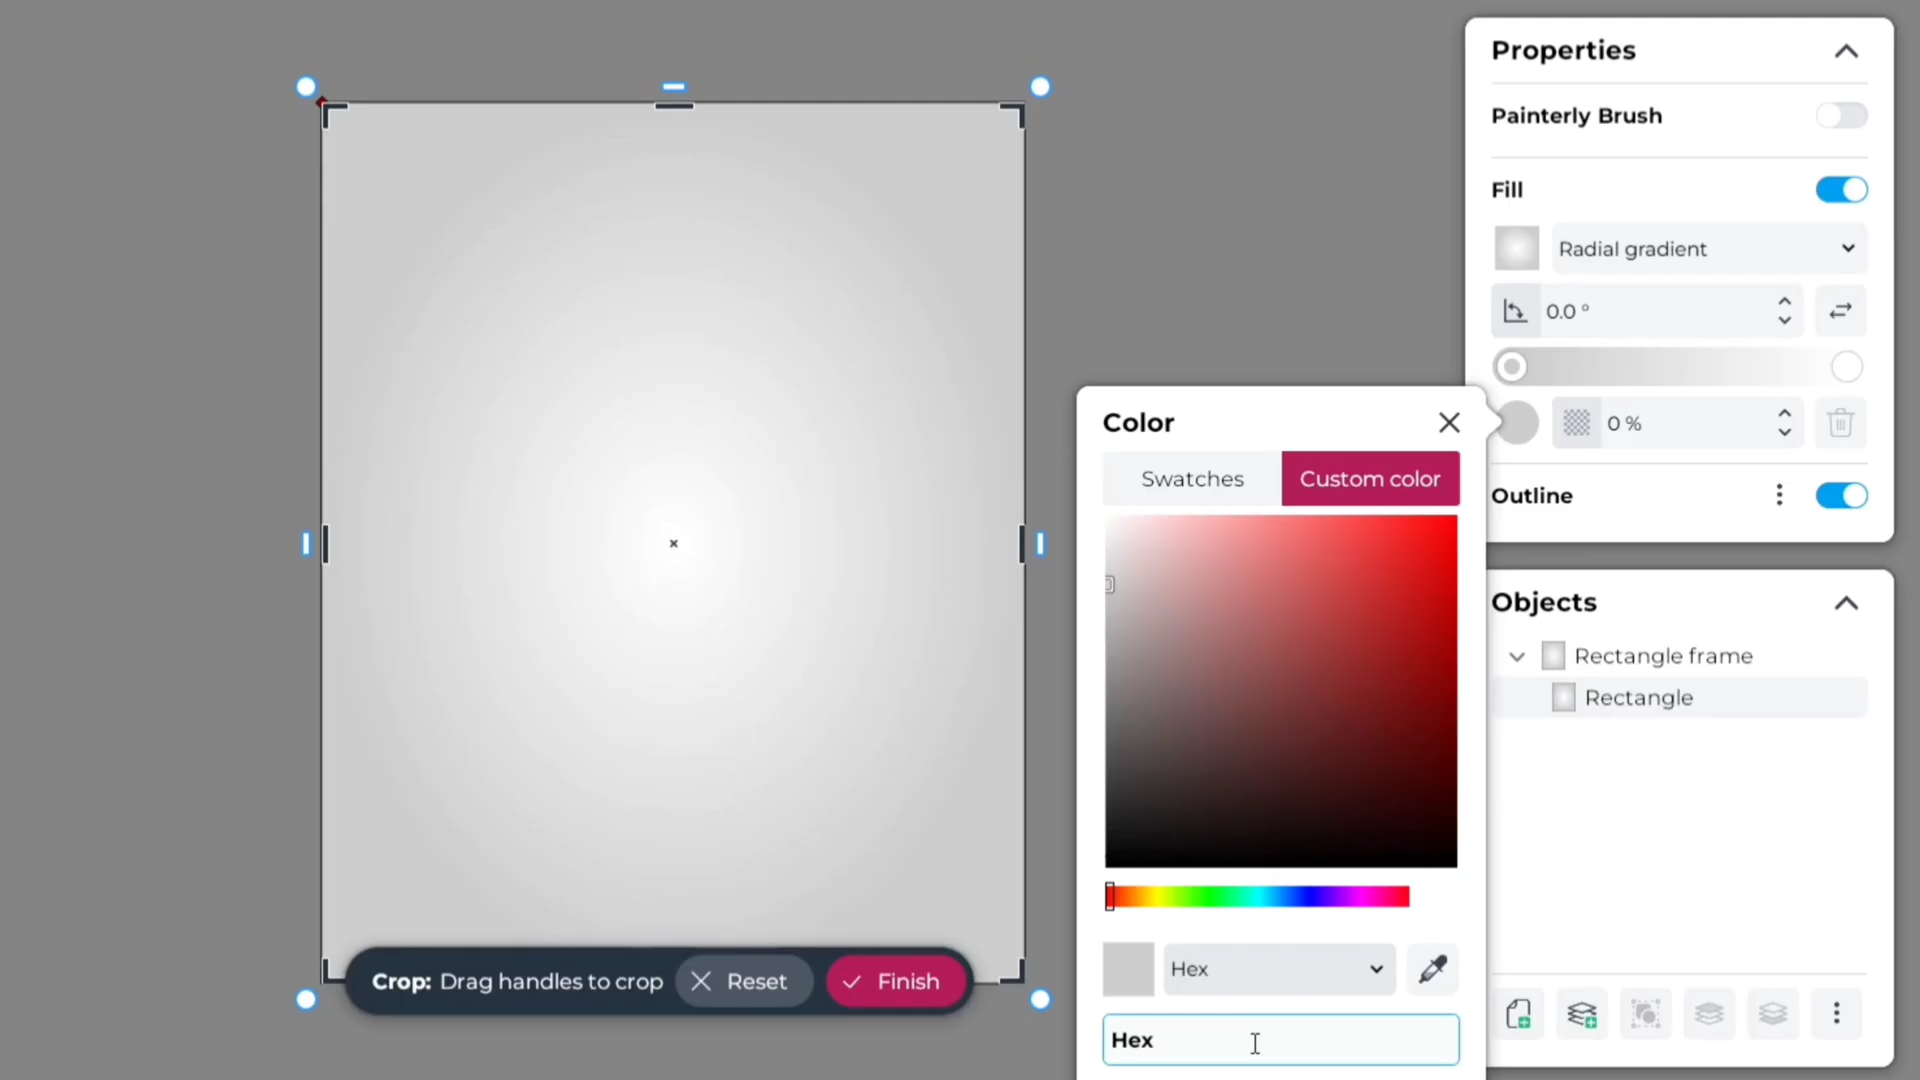 Properties
Painterly Brush
Fill
Radial gradient
0.0 °
0 %
Outline
Color
Swatches
Custom color
Hex
Hex
Objects
Rectangle frame
Rectangle
Crop: Drag handles to crop
Reset
Finish